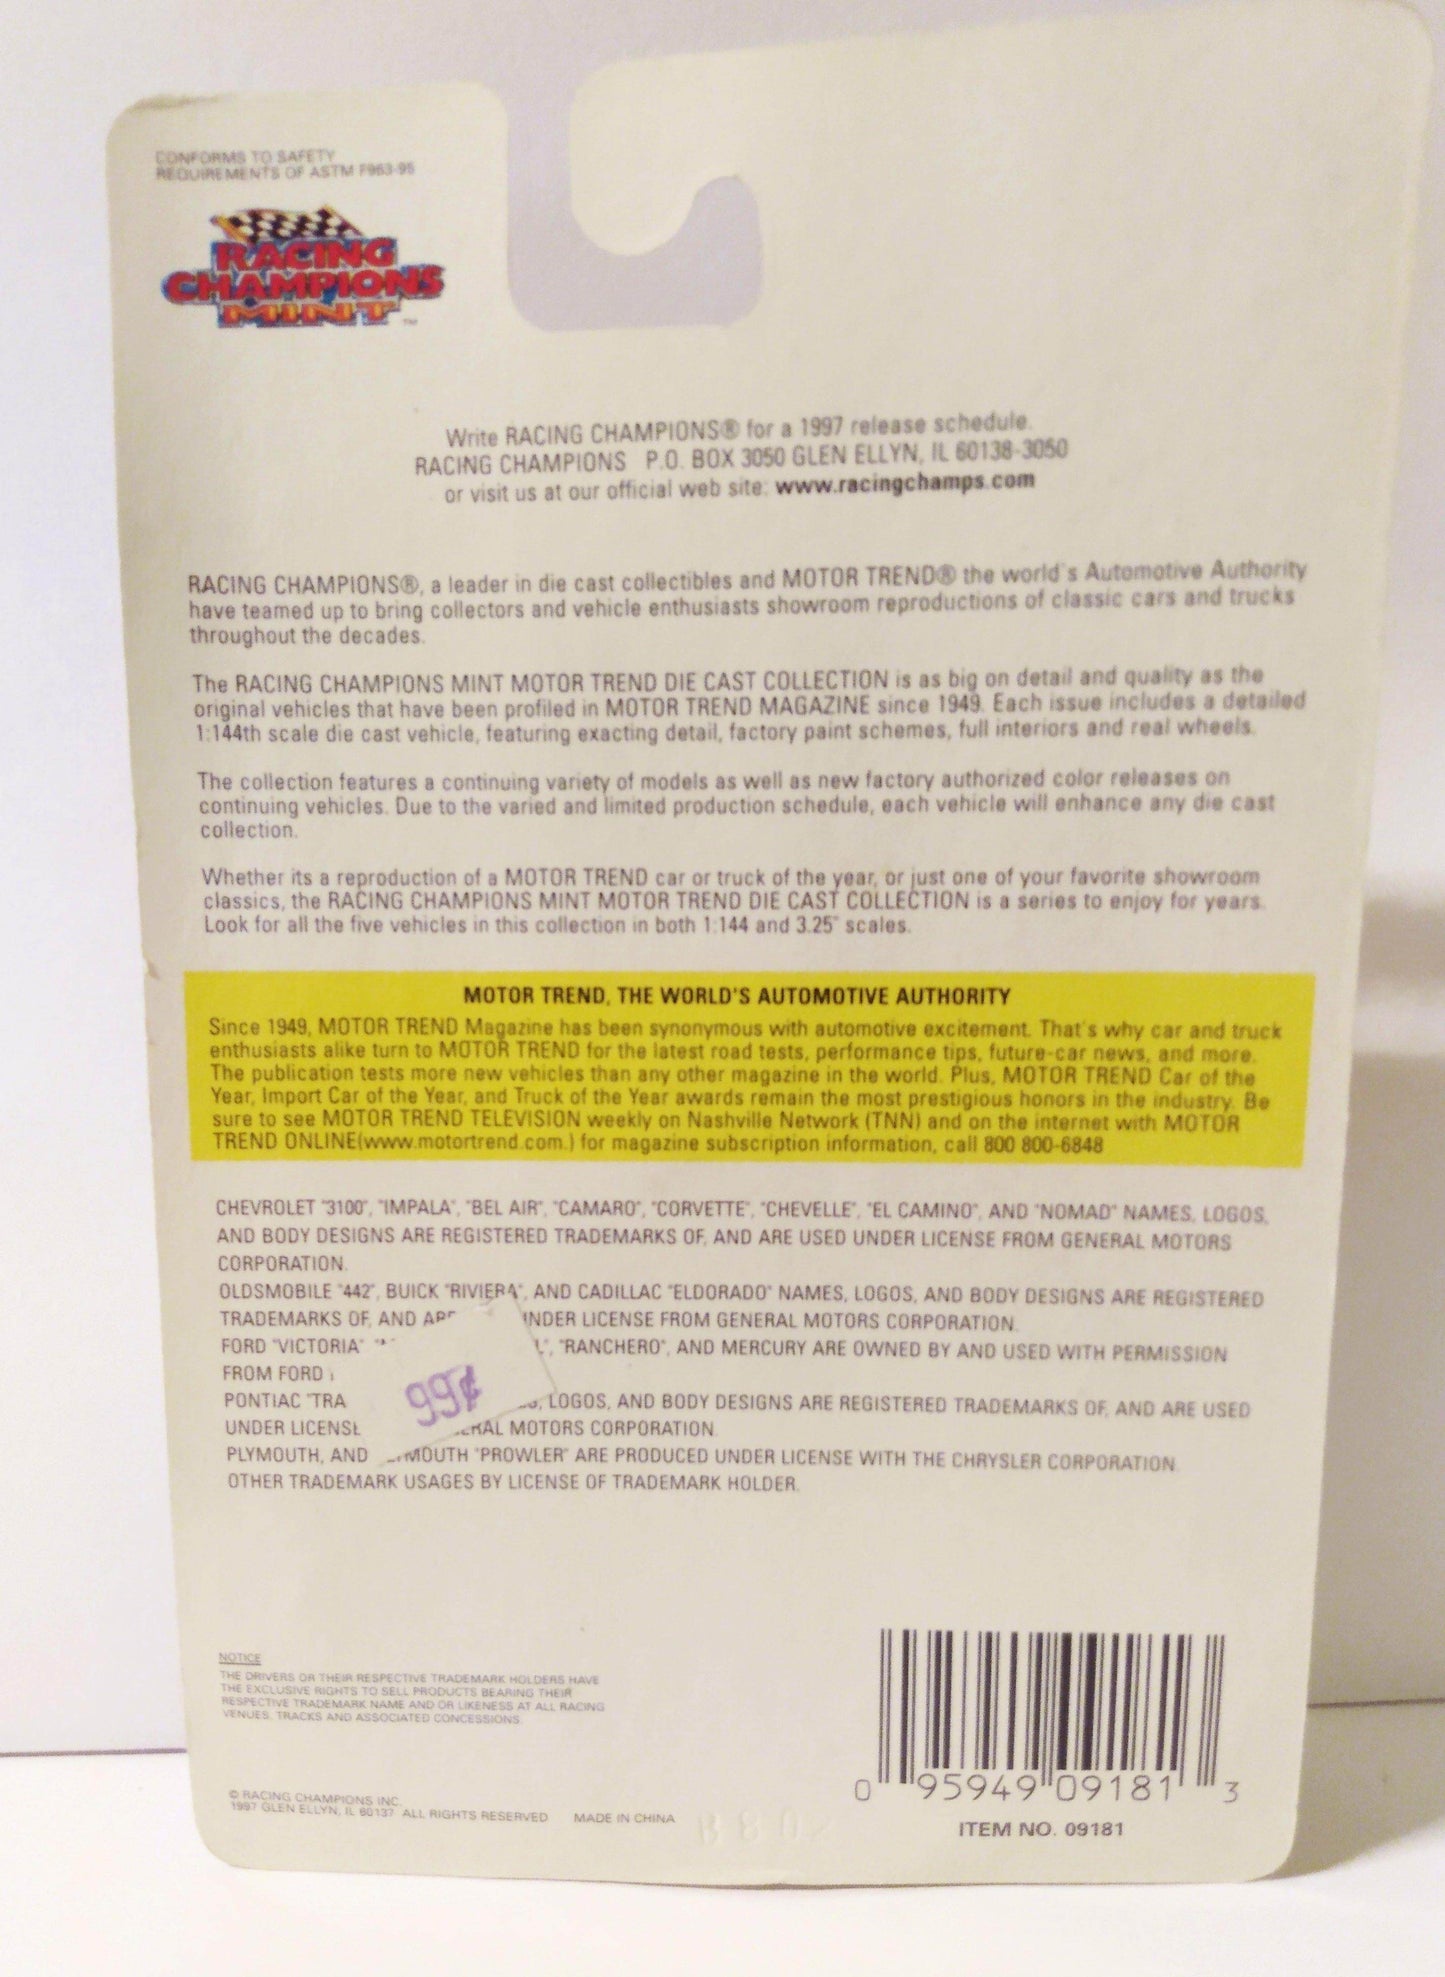 CONFORMS TO SAFETY
REQUIREMENTS OF ASTM F963-95
RACING
CHAMPIONS
MINT™
Write RACING CHAMPIONS® for a 1997 release schedule.
RACING CHAMPIONS P.O. BOX 3050 GLEN ELLYN, IL 60138-3050
or visit us at our official web site: www.racingchamps.com
RACING CHAMPIONS®, a leader in die cast collectibles and MOTOR TREND® the world's Automotive Authority
have teamed up to bring collectors and vehicle enthusiasts showroom reproductions of classic cars and trucks
throughout the decades.
The RACING CHAMPIONS MINT MOTOR TREND DIE CAST COLLECTION is as big on detail and quality as the
original vehicles that have been profiled in MOTOR TREND MAGAZINE since 1949. Each issue includes a detailed
1:144th scale die cast vehicle, featuring exacting detail, factory paint schemes, full interiors and real wheels.
The collection features a continuing variety of models as well as new factory authorized color releases on
continuing vehicles. Due to the varied and limited production schedule, each vehicle will enhance any die cast
collection.
Whether its a reproduction of a MOTOR TREND car or truck of the year, or just one of your favorite showroom
classics, the RACING CHAMPIONS MINT MOTOR TREND DIE CAST COLLECTION is a series to enjoy for years.
Look for all the five vehicles in this collection in both 1:144 and 3.25" scales.
MOTOR TREND, THE WORLD'S AUTOMOTIVE AUTHORITY
Since 1949, MOTOR TREND Magazine has been synonymous with automotive excitement. That's why car and truck
enthusiasts alike turn to MOTOR TREND for the latest road tests, performance tips, future-car news, and more.
The publication tests more new vehicles than any other magazine in the world. Plus, MOTOR TREND Car of the
Year, Import Car of the Year, and Truck of the Year awards remain the most prestigious honors in the industry. Be
sure to see MOTOR TREND TELEVISION weekly on Nashville Network (TNN) and on the internet with MOTOR
TREND ONLINE(www.motortrend.com.) for magazine subscription information, call 800 800-6848
CHEVROLET "3100", "IMPALA", "BEL AIR", "CAMARO", "CORVETTE", "CHEVELLE", "EL CAMINO", AND "NOMAD" NAMES, LOGOS,
AND BODY DESIGNS ARE REGISTERED TRADEMARKS OF, AND ARE USED UNDER LICENSE FROM GENERAL MOTORS
CORPORATION.
OLDSMOBILE "442", BUICK "RIVIERA", AND CADILLAC "ELDORADO" NAMES, LOGOS, AND BODY DESIGNS ARE REGISTERED
TRADEMARKS OF, AND ARE UNDER LICENSE FROM GENERAL MOTORS CORPORATION.
FORD "VICTORIA" "RANCHERO", AND MERCURY ARE OWNED BY AND USED WITH PERMISSION
FROM FORD
PONTIAC "TRA LOGOS, AND BODY DESIGNS ARE REGISTERED TRADEMARKS OF, AND ARE USED
UNDER LICENSE GENERAL MOTORS CORPORATION.
PLYMOUTH, AND PLYMOUTH "PROWLER" ARE PRODUCED UNDER LICENSE WITH THE CHRYSLER CORPORATION.
OTHER TRADEMARK USAGES BY LICENSE OF TRADEMARK HOLDER.
99¢
NOTICE
THE DRIVERS OR THEIR RESPECTIVE TRADEMARK HOLDERS HAVE
THE EXCLUSIVE RIGHTS TO SELL PRODUCTS BEARING THEIR
RESPECTIVE TRADEMARK NAME AND OR LIKENESS AT ALL RACING
VENUES, TRACKS AND ASSOCIATED CONCESSIONS.
© RACING CHAMPIONS INC.
1997 GLEN ELLYN, IL 60137 ALL RIGHTS RESERVED MADE IN CHINA
0 95949 09181 3
ITEM NO. 09181